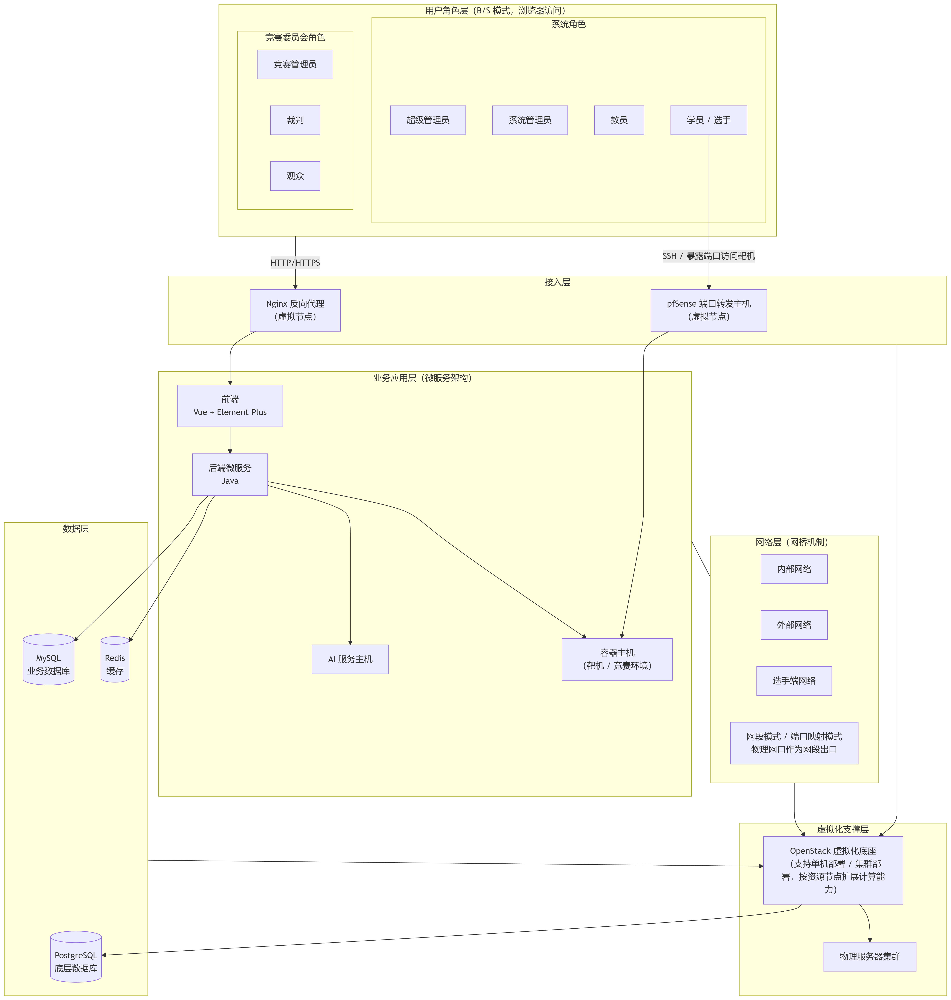 用户角色层（B/S 模式，浏览器访问）
系统角色
竞赛委员会角色
竞赛管理员
裁判
观众
超级管理员
系统管理员
教员
学员 / 选手
HTTP/HTTPS
SSH / 暴露端口访问靶机
接入层
Nginx 反向代理
（虚拟节点）
pfSense 端口转发主机
（虚拟节点）
业务应用层（微服务架构）
前端
Vue + Element Plus
后端微服务
Java
AI 服务主机
容器主机
（靶机 / 竞赛环境）
数据层
MySQL
业务数据库
Redis
缓存
PostgreSQL
底层数据库
网络层（网桥机制）
内部网络
外部网络
选手端网络
网段模式 / 端口映射模式
物理网口作为网段出口
虚拟化支撑层
OpenStack 虚拟化底座
（支持单机部署 / 集群部
署，按资源节点扩展计算能
力）
物理服务器集群